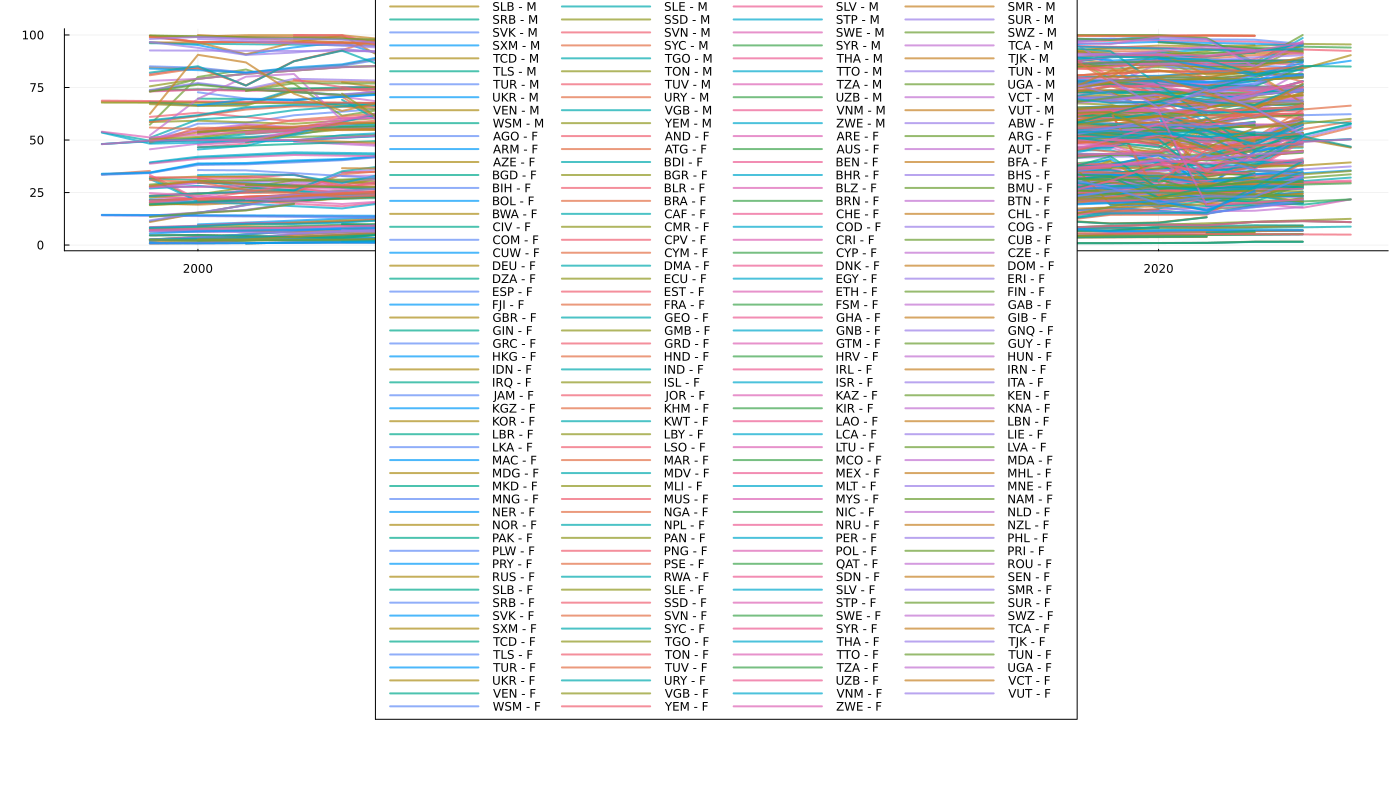 SLB - M SLE - M SLV - M SMR - M
SRB - M SSD - M STP - M SUR - M
SVK - M SVN - M SWE - M SWZ - M
SXM - M SYC - M SYR - M TCA - M
TCD - M TGO - M THA - M TJK - M
TLS - M TON - M TTO - M TUN - M
TUR - M TUV - M TZA - M UGA - M
UKR - M URY - M UZB - M VCT - M
VEN - M VGB - M VNM - M VUT - M
WSM - M YEM - M ZWE - M ABW - F
AGO - F AND - F ARE - F ARG - F
ARM - F ATG - F AUS - F AUT - F
AZE - F BDI - F BEN - F BFA - F
BGD - F BGR - F BHR - F BHS - F
BIH - F BLR - F BLZ - F BMU - F
BOL - F BRA - F BRN - F BTN - F
BWA - F CAF - F CHE - F CHL - F
CIV - F CMR - F COD - F COG - F
COM - F CPV - F CRI - F CUB - F
CUW - F CYM - F CYP - F CZE - F
DEU - F DMA - F DNK - F DOM - F
DZA - F ECU - F EGY - F ERI - F
ESP - F EST - F ETH - F FIN - F
FJI - F FRA - F FSM - F GAB - F
GBR - F GEO - F GHA - F GIB - F
GIN - F GMB - F GNB - F GNQ - F
GRC - F GRD - F GTM - F GUY - F
HKG - F HND - F HRV - F HUN - F
IDN - F IND - F IRL - F IRN - F
IRQ - F ISL - F ISR - F ITA - F
JAM - F JOR - F KAZ - F KEN - F
KGZ - F KHM - F KIR - F KNA - F
KOR - F KWT - F LAO - F LBN - F
LBR - F LBY - F LCA - F LIE - F
LKA - F LSO - F LTU - F LVA - F
MAC - F MAR - F MCO - F MDA - F
MDG - F MDV - F MEX - F MHL - F
MKD - F MLI - F MLT - F MNE - F
MNG - F MUS - F MYS - F NAM - F
NER - F NGA - F NIC - F NLD - F
NOR - F NPL - F NRU - F NZL - F
PAK - F PAN - F PER - F PHL - F
PLW - F PNG - F POL - F PRI - F
PRY - F PSE - F QAT - F ROU - F
RUS - F RWA - F SDN - F SEN - F
SLB - F SLE - F SLV - F SMR - F
SRB - F SSD - F STP - F SUR - F
SVK - F SVN - F SWE - F SWZ - F
SXM - F SYC - F SYR - F TCA - F
TCD - F TGO - F THA - F TJK - F
TLS - F TON - F TTO - F TUN - F
TUR - F TUV - F TZA - F UGA - F
UKR - F URY - F UZB - F VCT - F
VEN - F VGB - F VNM - F VUT - F
WSM - F YEM - F ZWE - F
100
75
50
25
0
2000
2020